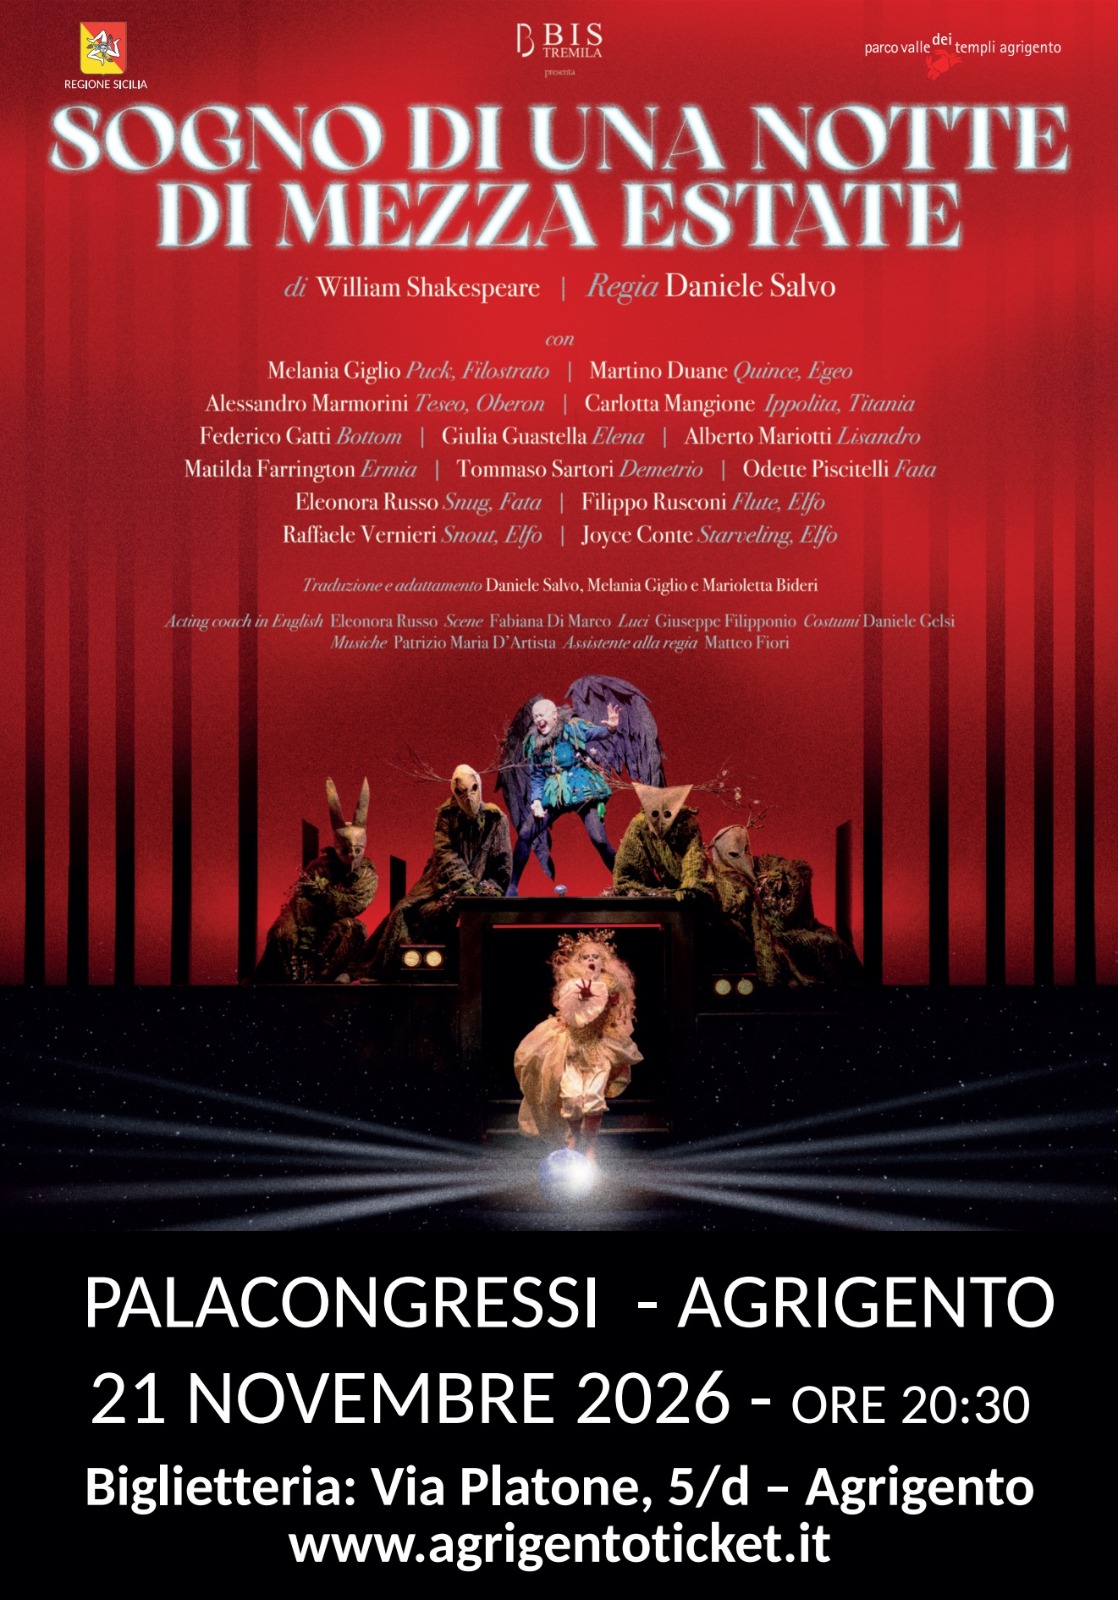 REGIONE SICILIA
BIS
TREMILA
presenta
parco valle dei templi agrigento
SOGNO DI UNA NOTTE
DI MEZZA ESTATE
di William Shakespeare | Regia Daniele Salvo
con
Melania Giglio Puck, Filostrato | Martino Duane Quince, Egeo
Alessandro Marmorini Teseo, Oberon | Carlotta Mangione Ippolita, Titania
Federico Gatti Bottom | Giulia Guastella Elena | Alberto Mariotti Lisandro
Matilda Farrington Ermia | Tommaso Sartori Demetrio | Odette Piscitelli Fata
Eleonora Russo Snug, Fata | Filippo Rusconi Flute, Elfo
Raffaele Vernieri Snout, Elfo | Joyce Conte Starveling, Elfo
Traduzione e adattamento Daniele Salvo, Melania Giglio e Marioletta Bideri
Acting coach in English Eleonora Russo Scene Fabiana Di Marco Luci Giuseppe Filipponio Costumi Daniele Gelsi
Musiche Patrizio Maria D'Artista Assistente alla regia Matteo Fiori
PALACONGRESSI - AGRIGENTO
21 NOVEMBRE 2026 - ORE 20:30
Biglietteria: Via Platone, 5/d – Agrigento
www.agrigentoticket.it